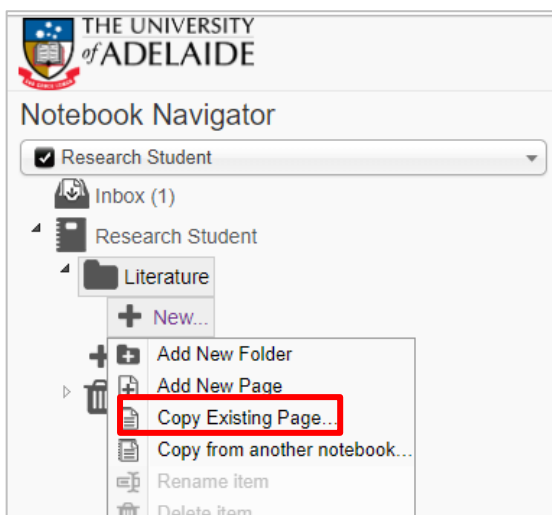 THE UNIVERSITY
of ADELAIDE
Notebook Navigator
Research Student
Inbox (1)
Research Student
Literature
New...
Add New Folder
Add New Page
Copy Existing Page...
Copy from another notebook...
Rename item
Delete item